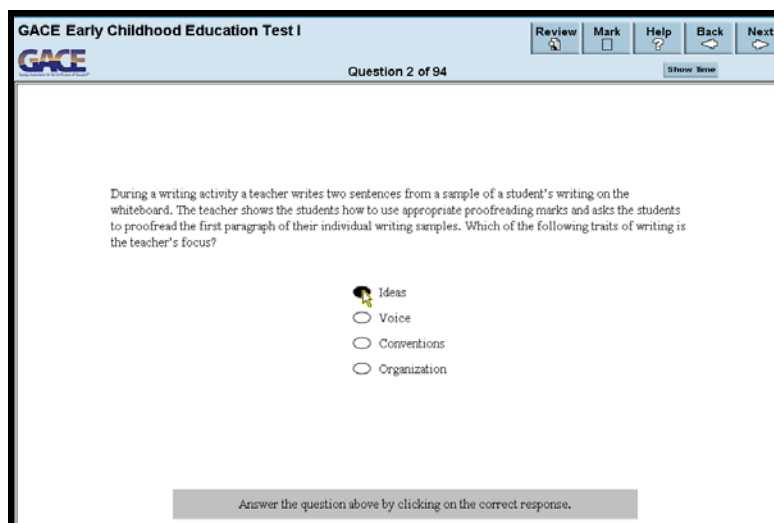 GACE Early Childhood Education Test I
Review
Mark
Help
?
Back
Next
GACE
Question 2 of 94
Show Time
During a writing activity a teacher writes two sentences from a sample of a student's writing on the
whiteboard. The teacher shows the students how to use appropriate proofreading marks and asks the students
to proofread the first paragraph of their individual writing samples. Which of the following traits of writing is
the teacher's focus?
Ideas
Voice
Conventions
Organization
Answer the question above by clicking on the correct response.